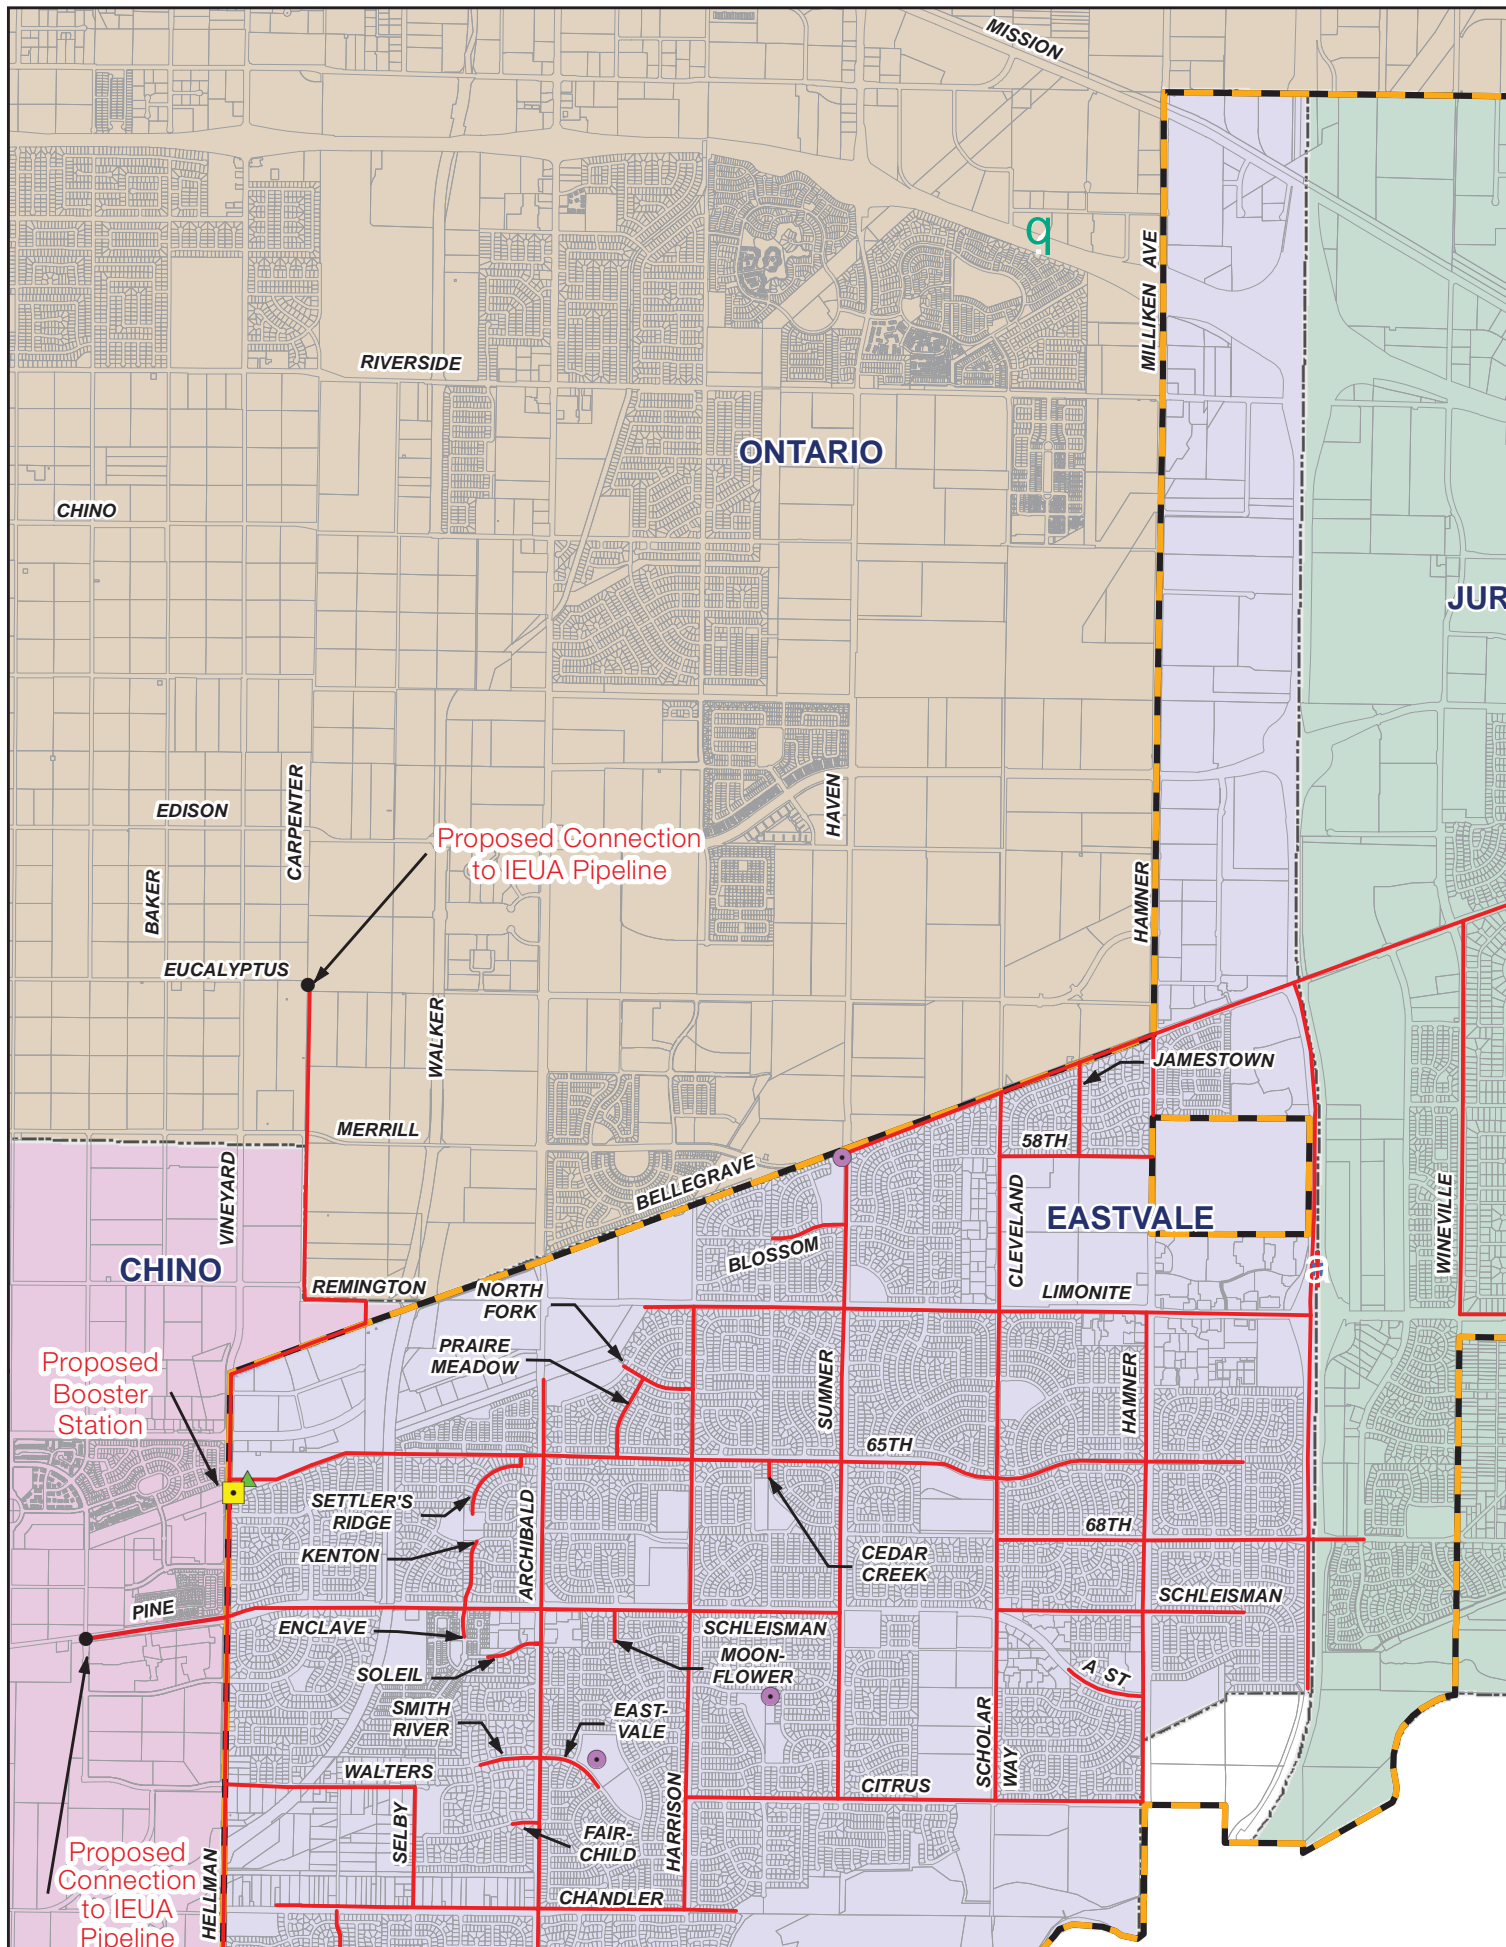 MISSION
q
MILLIKEN AVE
RIVERSIDE
ONTARIO
CHINO
JUR
CARPENTER
EDISON
HAVEN
Proposed Connection
to IEUA Pipeline
BAKER
HAMNER
EUCALYPTUS
WALKER
JAMESTOWN
MERRILL
58TH
VINEYARD
BELLEGRAVE
CLEVELAND
WINEVILLE
EASTVALE
CHINO
BLOSSOM
a
REMINGTON
NORTH
FORK
LIMONITE
PRAIRE
MEADOW
Proposed
Booster
Station
SUMNER
HAMNER
65TH
SETTLER'S
RIDGE
ARCHIBALD
68TH
KENTON
CEDAR
CREEK
PINE
SCHLEISMAN
ENCLAVE
SCHLEISMAN
SOLEIL
MOON-
FLOWER
A ST
SMITH
RIVER
EAST-
VALE
SCHOLAR
WAY
WALTERS
CITRUS
SELBY
HARRISON
FAIR-
CHILD
Proposed
Connection
to IEUA
Pipeline
HELLMAN
CHANDLER